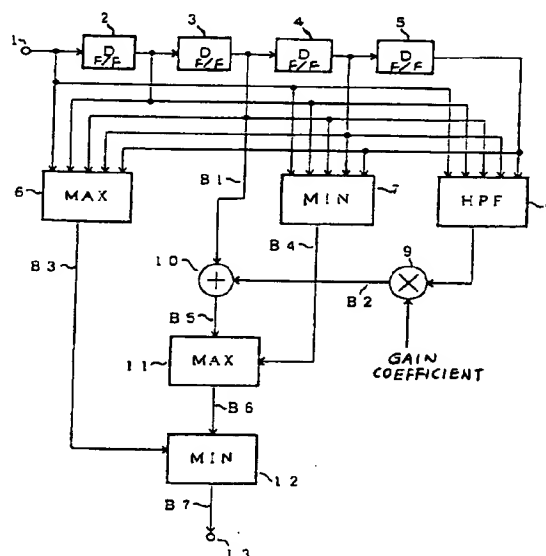 2 3 4 5
1
D F/F D F/F D F/F D F/F
6 MAX
B1
MIN 7
HPF
B3
B4
10
+
B2
9
×
B5
GAIN
COEFFICIENT
11 MAX
B6
MIN
12
B7
13